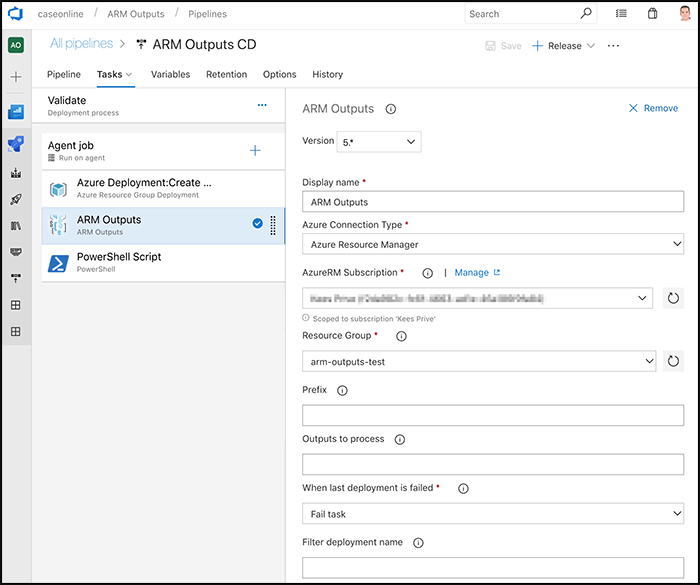 caseonline / ARM Outputs / Pipelines Search
AO All pipelines > ARM Outputs CD Save + Release ...
Pipeline Tasks Variables Retention Options History
Validate
Deployment process
...
Agent job
Run on agent
+
Azure Deployment:Create ...
Azure Resource Group Deployment
ARM Outputs
ARM Outputs
PowerShell Script
PowerShell
ARM Outputs Remove
Version 5.*
Display name *
ARM Outputs
Azure Connection Type *
Azure Resource Manager
AzureRM Subscription * | Manage
Scoped to subscription 'Kees Prive'
Resource Group *
arm-outputs-test
Prefix
Outputs to process
When last deployment is failed *
Fail task
Filter deployment name